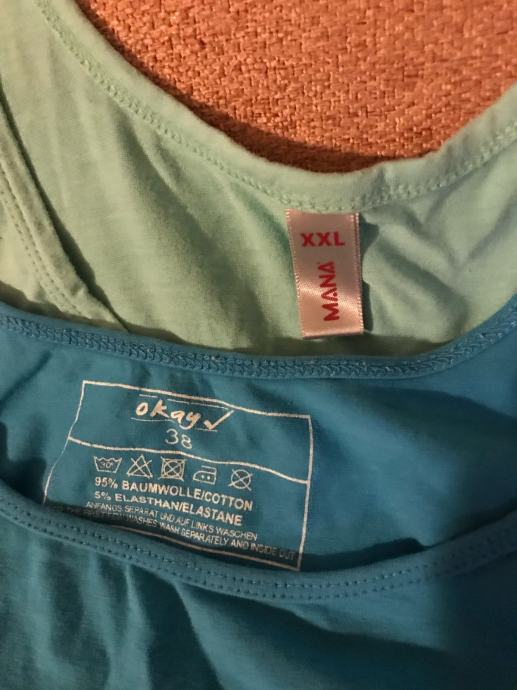 XXL
MANA
okay
38
30°
95% BAUMWOLLE/COTTON
5% ELASTHAN/ELASTANE
ANFANGS SEPARAT UND AUF LINKS WASCHEN
WASHES WASH SEPARATELY AND INSIDE OUT